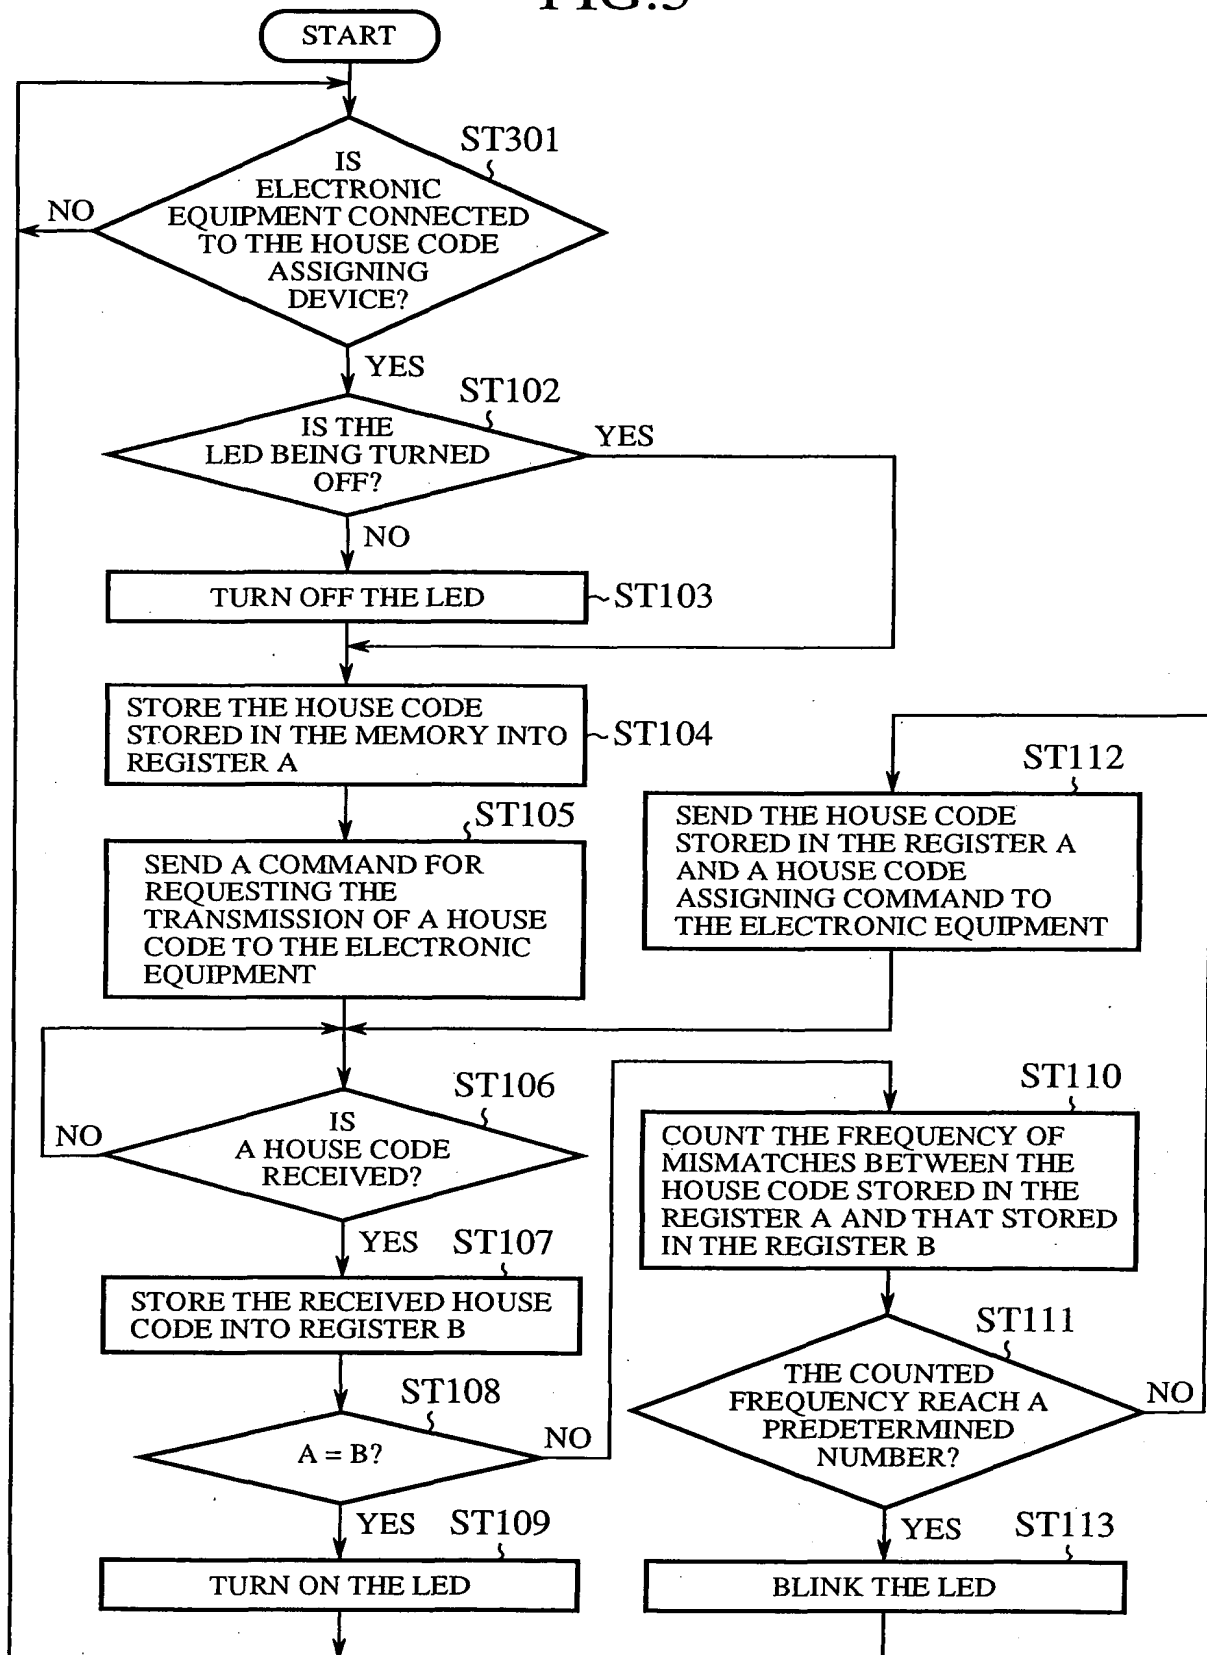 START
ST301
IS
ELECTRONIC
EQUIPMENT CONNECTED
TO THE HOUSE CODE
ASSIGNING
DEVICE?
NO
YES
ST102
IS THE
LED BEING TURNED
OFF?
YES
NO
TURN OFF THE LED
ST103
STORE THE HOUSE CODE
STORED IN THE MEMORY INTO
REGISTER A
ST104
ST105
SEND A COMMAND FOR
REQUESTING THE
TRANSMISSION OF A HOUSE
CODE TO THE ELECTRONIC
EQUIPMENT
ST112
SEND THE HOUSE CODE
STORED IN THE REGISTER A
AND A HOUSE CODE
ASSIGNING COMMAND TO
THE ELECTRONIC EQUIPMENT
ST106
IS
A HOUSE CODE
RECEIVED?
NO
YES
ST107
STORE THE RECEIVED HOUSE
CODE INTO REGISTER B
ST108
A = B?
NO
YES
ST109
TURN ON THE LED
ST110
COUNT THE FREQUENCY OF
MISMATCHES BETWEEN THE
HOUSE CODE STORED IN THE
REGISTER A AND THAT STORED
IN THE REGISTER B
ST111
THE COUNTED
FREQUENCY REACH A
PREDETERMINED
NUMBER?
NO
YES
ST113
BLINK THE LED